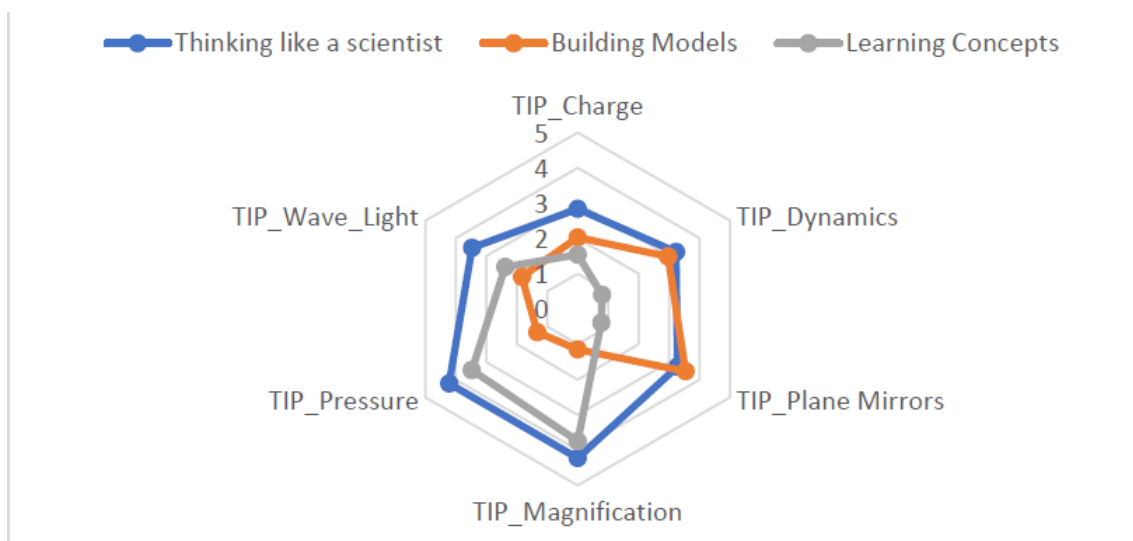 Thinking like a scientist Building Models Learning Concepts
TIP_Charge
5
4
TIP_Wave_Light TIP_Dynamics
3
2
1
0
TIP_Pressure TIP_Plane Mirrors
TIP_Magnification